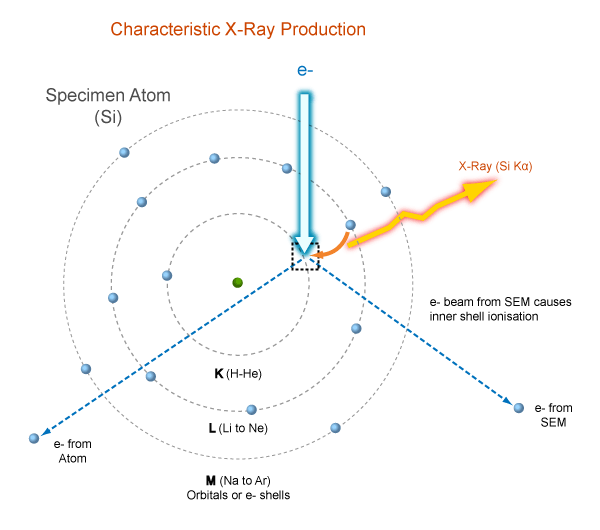 Characteristic X-Ray Production
e-
Specimen Atom
(Si)
X-Ray (Si Kα)
e- beam from SEM causes
inner shell ionisation
K (H-He)
e- from
SEM
L (Li to Ne)
e- from
Atom
M (Na to Ar)
Orbitals or e- shells